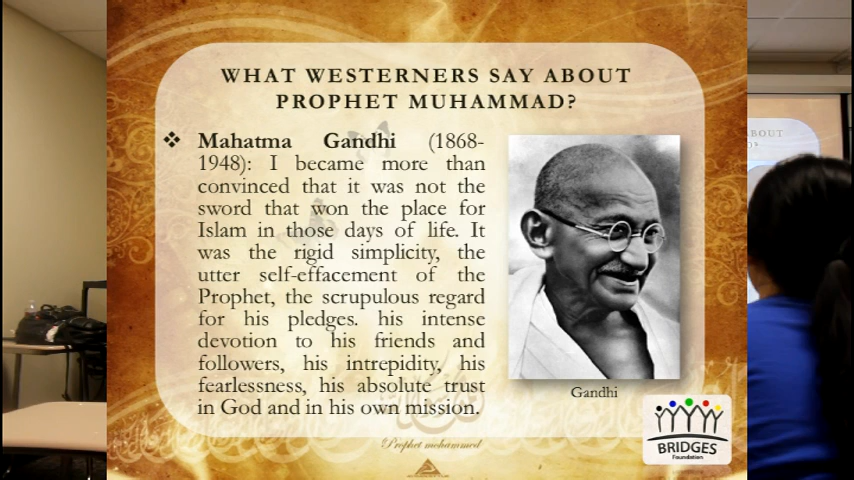 WHAT WESTERNERS SAY ABOUT
PROPHET MUHAMMAD?
❖ Mahatma Gandhi (1868-
1948): I became more than
convinced that it was not the
sword that won the place for
Islam in those days of life. It
was the rigid simplicity, the
utter self-effacement of the
Prophet, the scrupulous regard
for his pledges. his intense
devotion to his friends and
followers, his intrepidity, his
fearlessness, his absolute trust
in God and in his own mission.
Gandhi
BRIDGES
Foundation
Prophet mohammed
ABOUT